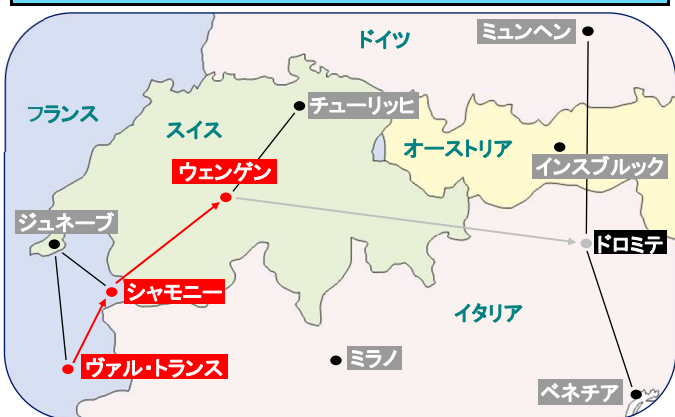 ミュンヘン
ドイツ
チューリッヒ
フランス
スイス
オーストリア
インスブルック
ウェンゲン
ジュネーブ
ドロミテ
シャモニー
イタリア
ミラノ
ヴァル・トランス
ベネチア